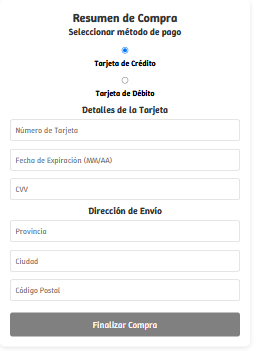 Resumen de Compra
Seleccionar método de pago
Tarjeta de Crédito
Tarjeta de Débito
Detalles de la Tarjeta
Número de Tarjeta
Fecha de Expiración (MM/AA)
CVV
Dirección de Envío
Provincia
Ciudad
Código Postal
Finalizar Compra